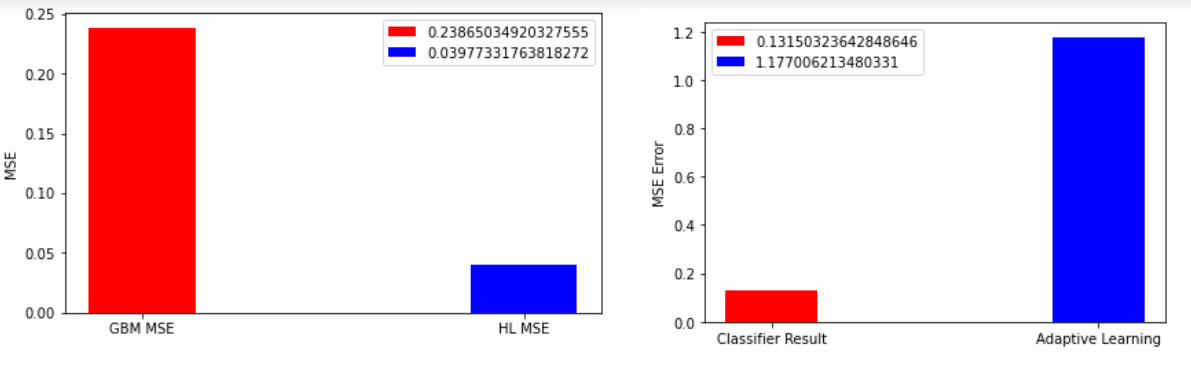 MSE
0.25
0.20
0.15
0.10
0.05
0.00
0.23865034920327555
0.03977331763818272
GBM MSE
HL MSE
MSE Error
1.2
1.0
0.8
0.6
0.4
0.2
0.0
0.13150323642848646
1.177006213480331
Classifier Result
Adaptive Learning